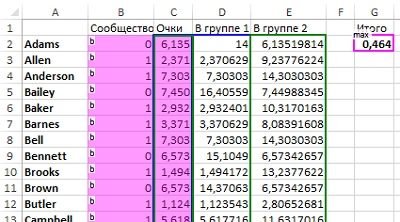 A B C D E F G
1 Сообщество Очки В группе 1 В группе 2 Итого
2 Adams b 0 6,135 14 6,13519814 max 0,464
3 Allen b 1 2,371 2,370629 9,23776224
4 Anderson b 1 7,303 7,30303 14,3030303
5 Bailey b 0 7,450 16,40559 7,44988345
6 Baker b 1 2,932 2,932401 10,3170163
7 Barnes b 1 3,371 3,370629 8,08391608
8 Bell b 1 7,303 7,30303 14,3030303
9 Bennett b 0 6,573 15,1049 6,57342657
10 Brooks b 1 1,494 1,494172 13,2377622
11 Brown b 0 6,573 14,37063 6,57342657
12 Butler b 1 1,124 1,123543 2,80652681
13 Campbell b 1 5,618 5,617716 11,6317016